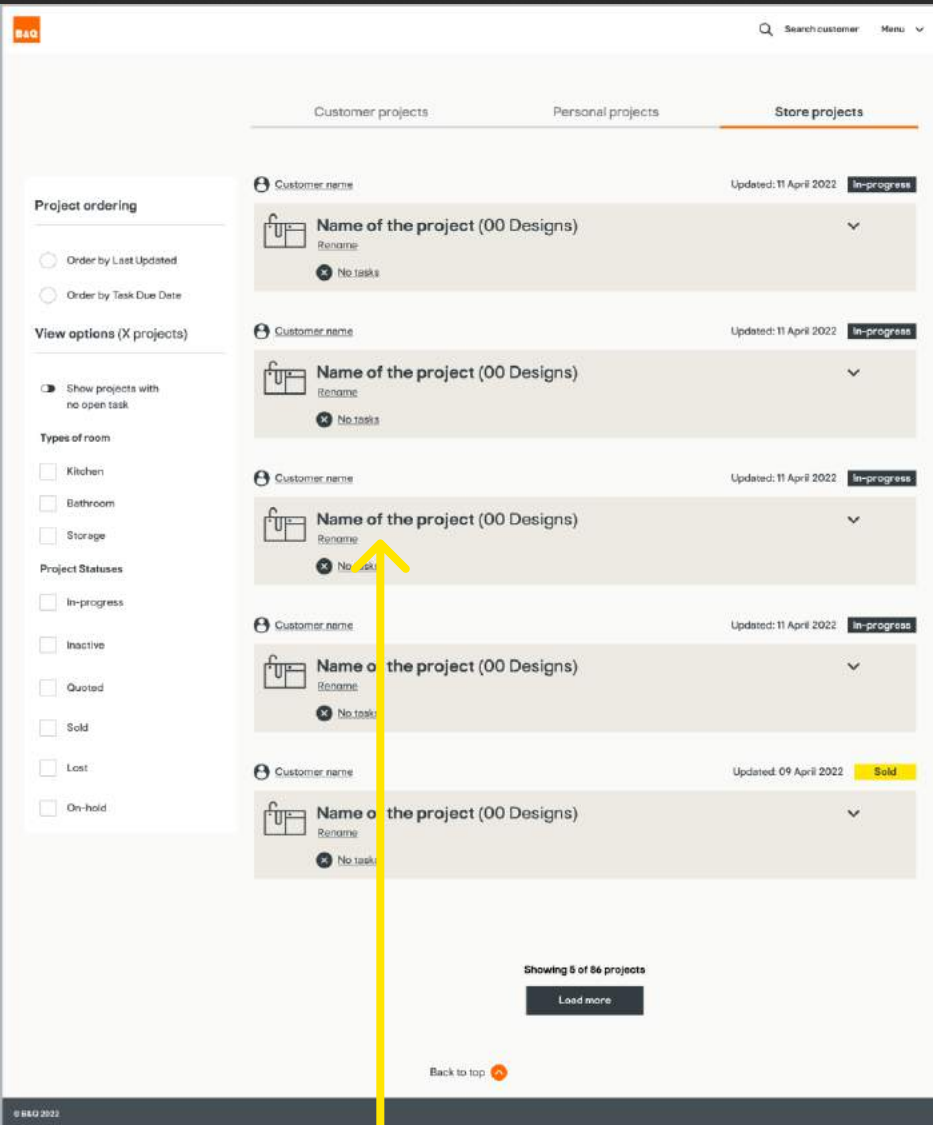 B&Q
Search customer Menu
Customer projects Personal projects Store projects
Project ordering
Order by Last Updated
Order by Task Due Date
View options (X projects)
Show projects with
no open task
Types of room
Kitchen
Bathroom
Storage
Project Statuses
In-progress
Inactive
Quoted
Sold
Lost
On-hold
Customer name Updated: 11 April 2022 In-progress
Name of the project (00 Designs)
Rename
No tasks
Customer name Updated: 11 April 2022 In-progress
Name of the project (00 Designs)
Rename
No tasks
Customer name Updated: 11 April 2022 In-progress
Name of the project (00 Designs)
Rename
No tasks
Customer name Updated: 11 April 2022 In-progress
Name of the project (00 Designs)
Rename
No tasks
Customer name Updated: 09 April 2022 Sold
Name of the project (00 Designs)
Rename
No tasks
Showing 5 of 86 projects
Load more
Back to top
© B&Q 2022